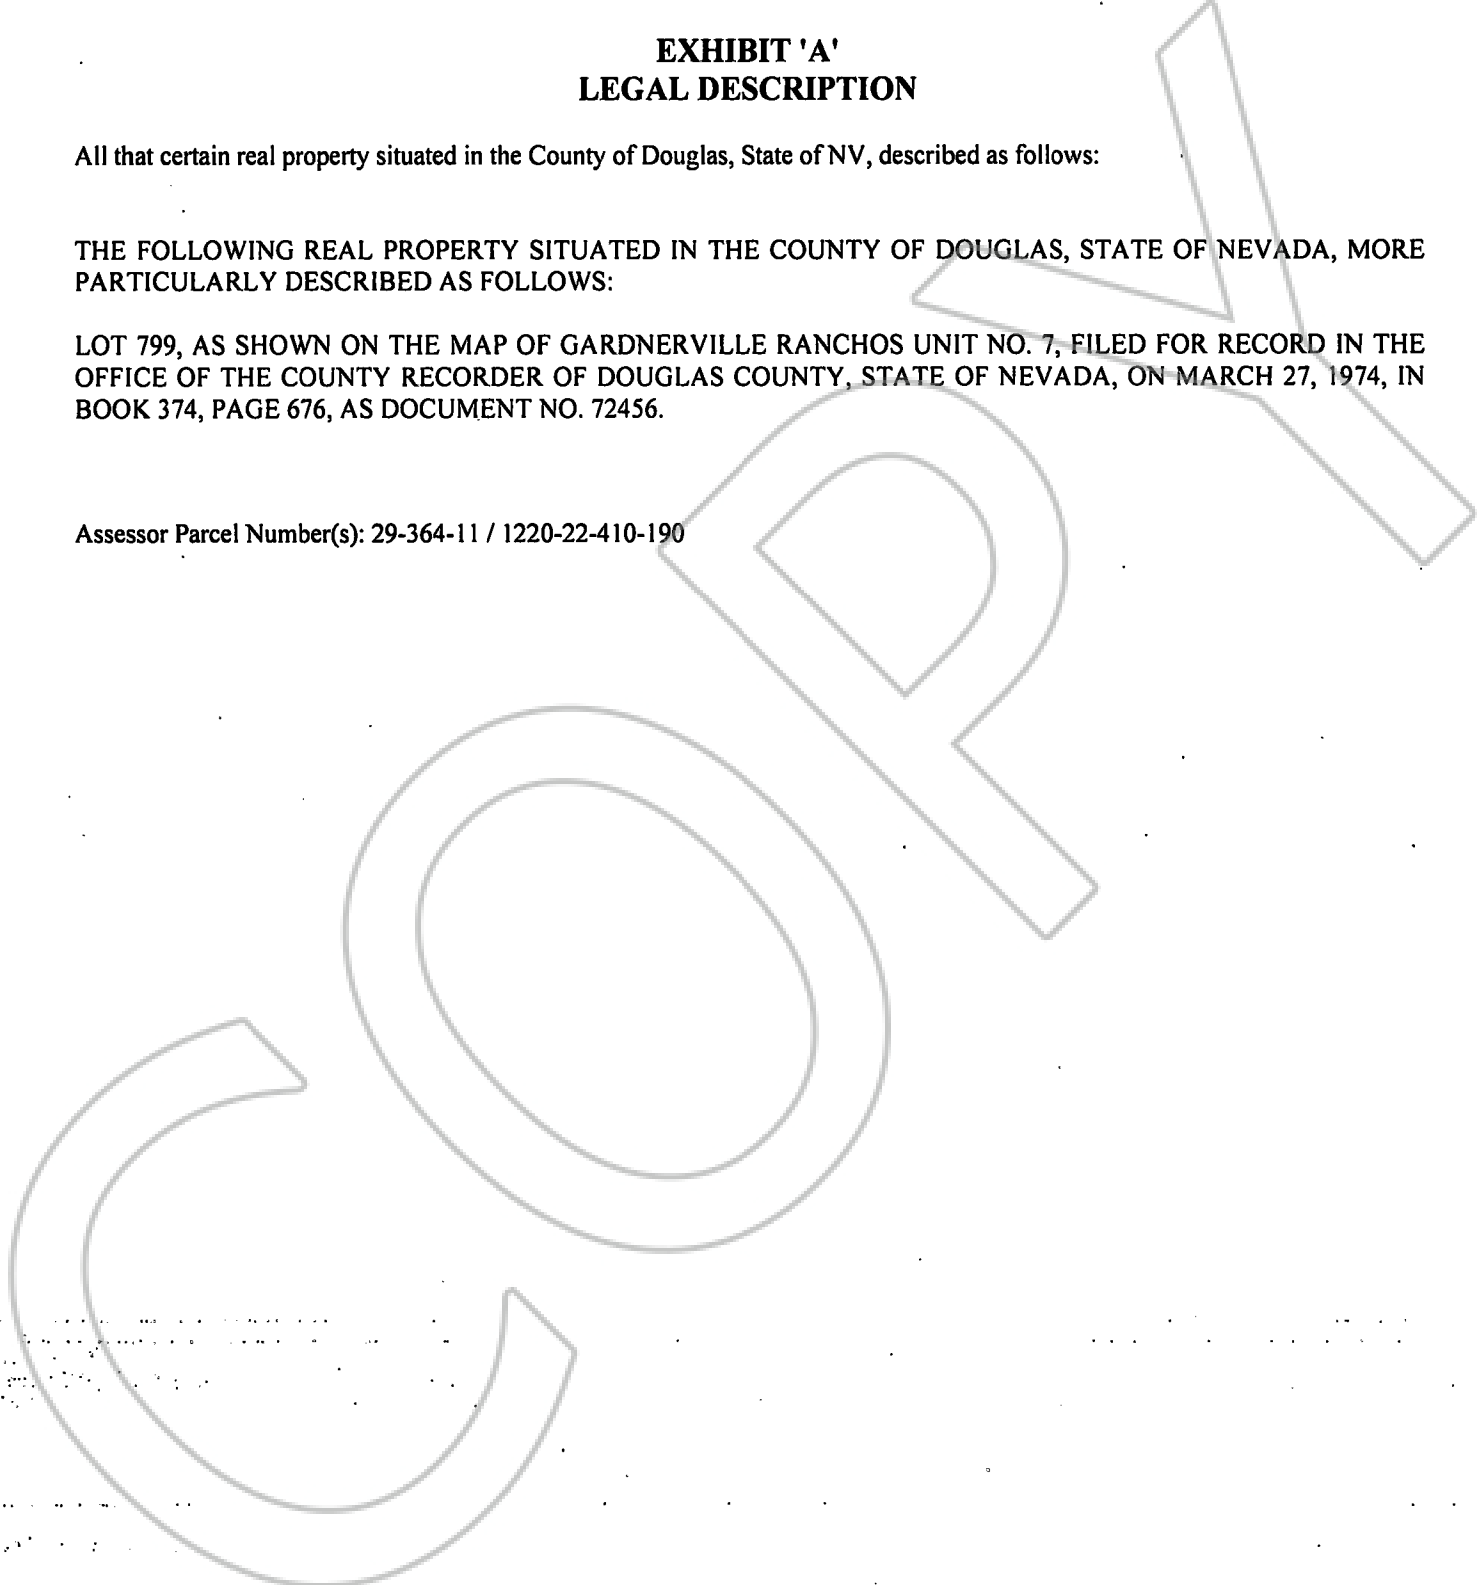 EXHIBIT 'A'
LEGAL DESCRIPTION
All that certain real property situated in the County of Douglas, State of NV, described as follows:
THE FOLLOWING REAL PROPERTY SITUATED IN THE COUNTY OF DOUGLAS, STATE OF NEVADA, MORE
PARTICULARLY DESCRIBED AS FOLLOWS:
LOT 799, AS SHOWN ON THE MAP OF GARDNERVILLE RANCHOS UNIT NO. 7, FILED FOR RECORD IN THE
OFFICE OF THE COUNTY RECORDER OF DOUGLAS COUNTY, STATE OF NEVADA, ON MARCH 27, 1974, IN
BOOK 374, PAGE 676, AS DOCUMENT NO. 72456.
Assessor Parcel Number(s): 29-364-11 / 1220-22-410-190
COPY